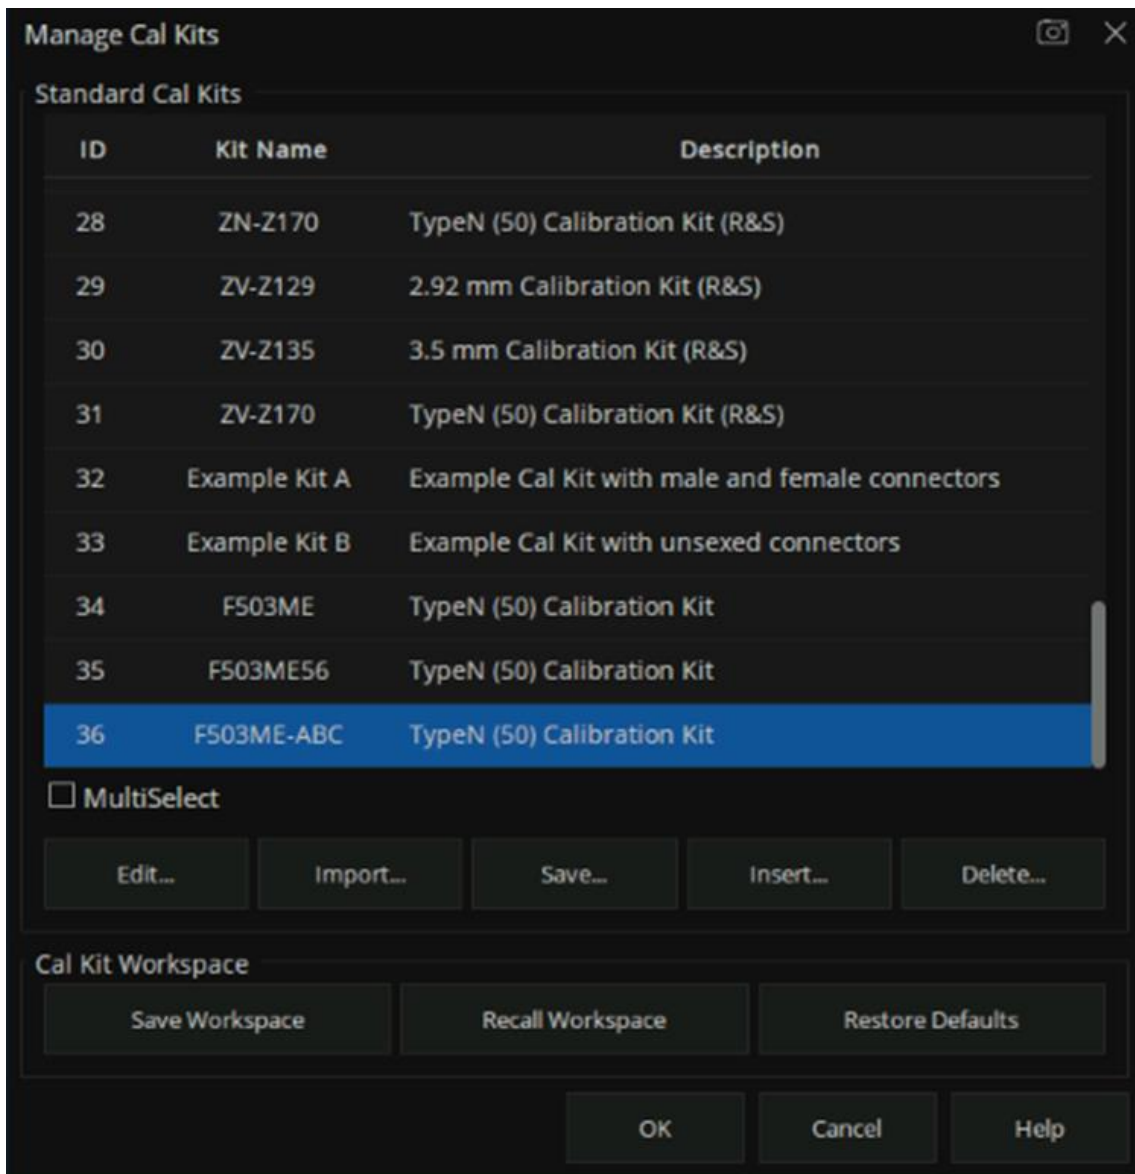 Manage Cal Kits
Standard Cal Kits
ID Kit Name Description
28 ZN-Z170 TypeN (50) Calibration Kit (R&S)
29 ZV-Z129 2.92 mm Calibration Kit (R&S)
30 ZV-Z135 3.5 mm Calibration Kit (R&S)
31 ZV-Z170 TypeN (50) Calibration Kit (R&S)
32 Example Kit A Example Cal Kit with male and female connectors
33 Example Kit B Example Cal Kit with unsexed connectors
34 F503ME TypeN (50) Calibration Kit
35 F503ME56 TypeN (50) Calibration Kit
36 F503ME-ABC TypeN (50) Calibration Kit
MultiSelect
Edit... Import... Save... Insert... Delete...
Cal Kit Workspace
Save Workspace Recall Workspace Restore Defaults
OK Cancel Help